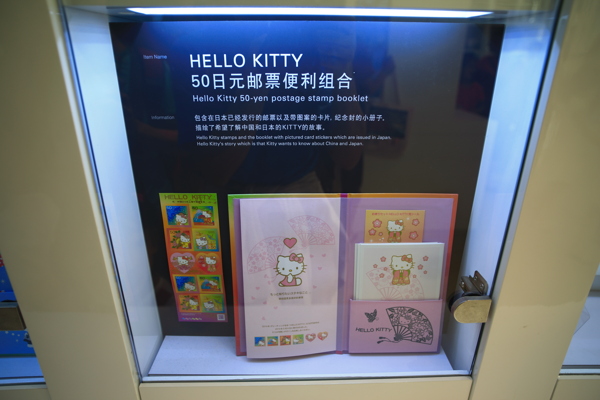 Item Name
HELLO KITTY
50日元邮票便利组合
Hello Kitty 50-yen postage stamp booklet
Information
包含在日本已经发行的邮票以及带图案的卡片,纪念封的小册子,
描绘了希望了解中国和日本的KITTY的故事。
Hello Kitty stamps and the booklet with pictured card stickers which are issued in Japan.
Hello Kitty's story which is that Kitty wants to know about China and Japan.
HELLO KITTY
HELLO KITTY